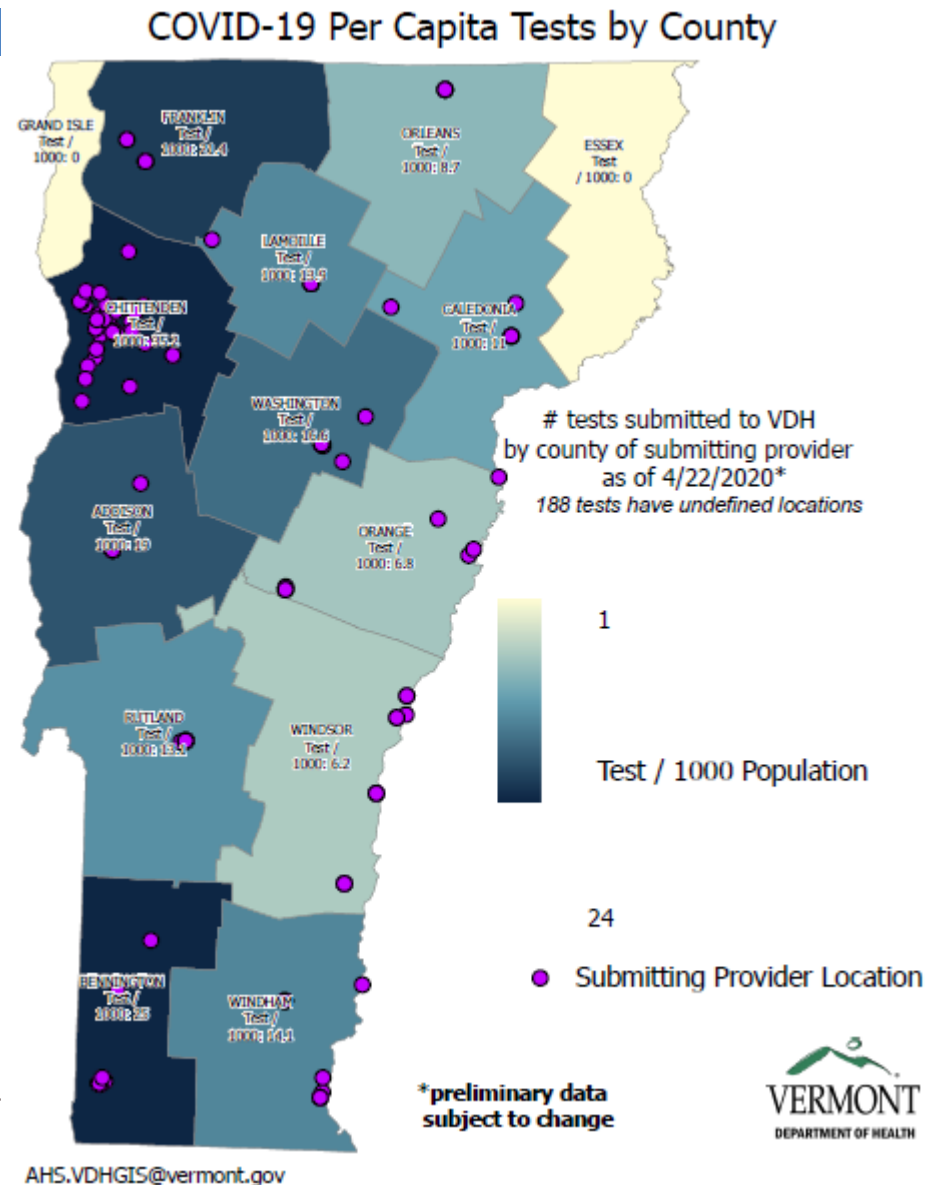 COVID-19 Per Capita Tests by County
GRAND ISLE
Test /
1000: 0
FRANKLIN
Test /
ORLEANS
Test /
1000: 8.7
ESSEX
Test
/ 1000: 0
LAMOILLE
Test /
1000: 13.9
CHITTENDEN
Test /
1000: 35.2
CALEDONIA
Test /
1000: 11
WASHINGTON
Test /
1000: 16.6
# tests submitted to VDH
by county of submitting provider
as of 4/22/2020*
188 tests have undefined locations
ADDISON
Test /
1000: 19
ORANGE
Test /
1000: 6.8
1
Test / 1000 Population
24
RUTLAND
Test /
WINDSOR
Test /
1000: 6.2
Submitting Provider Location
BENNINGTON
Test /
1000: 25
WINDHAM
Test /
1000: 14.1
*preliminary data
subject to change
VERMONT
DEPARTMENT OF HEALTH
AHS.VDHGIS@vermont.gov